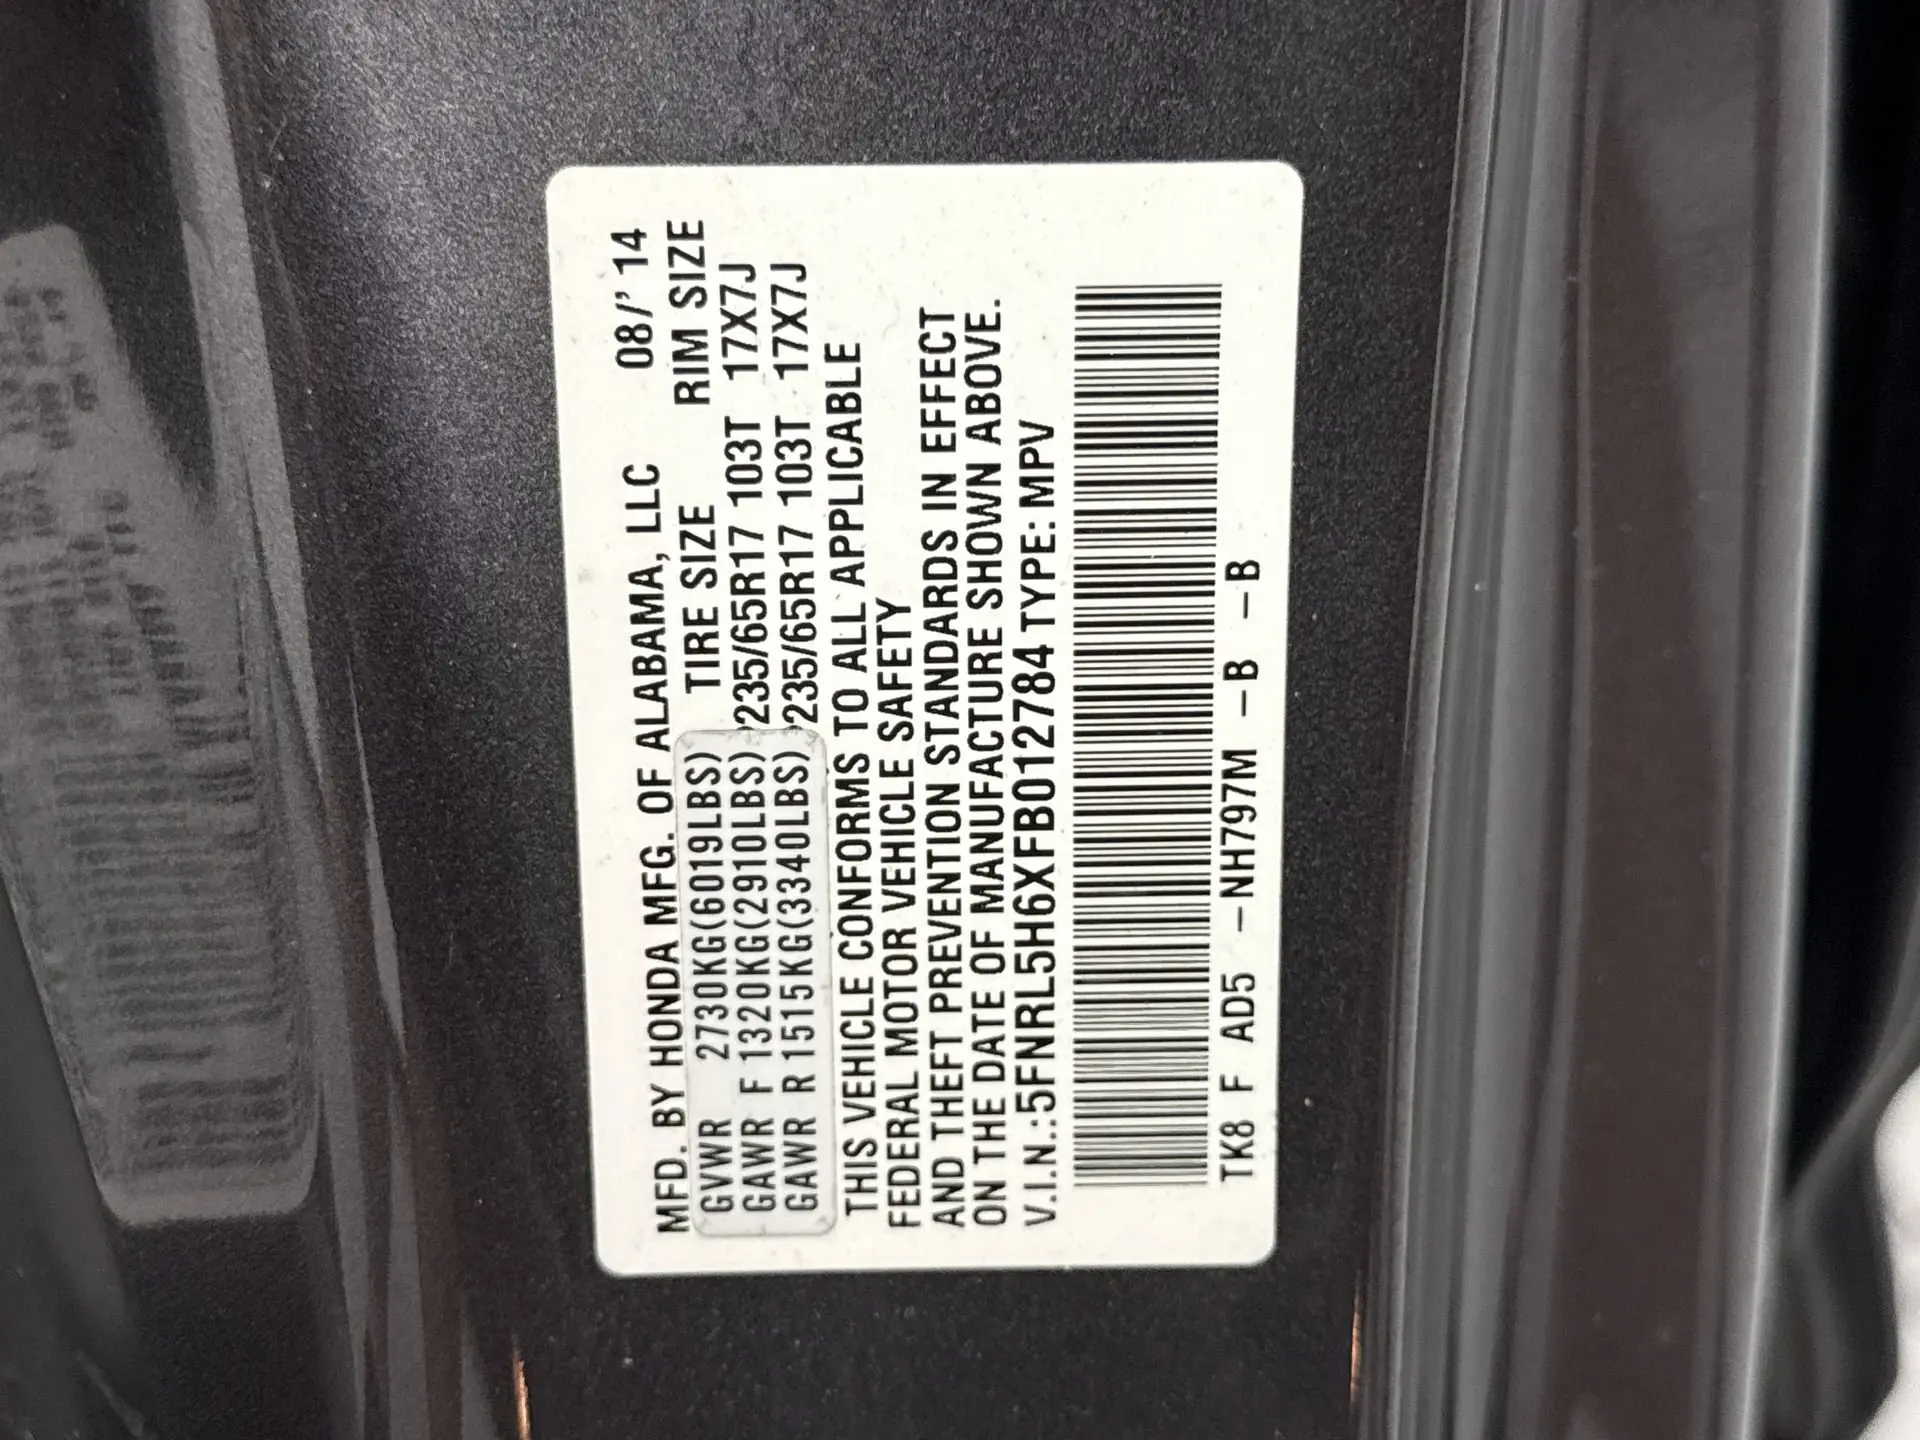 MFD. BY HONDA MFG. OF ALABAMA, LLC 08/'14
GVWR 2730KG(6019LBS) TIRE SIZE RIM SIZE
GAWR F 1320KG(2910LBS) P235/65R17 103T 17X7J
GAWR R 1515KG(3340LBS) P235/65R17 103T 17X7J
THIS VEHICLE CONFORMS TO ALL APPLICABLE
FEDERAL MOTOR VEHICLE SAFETY
AND THEFT PREVENTION STANDARDS IN EFFECT
ON THE DATE OF MANUFACTURE SHOWN ABOVE.
V.I.N.:5FNRL5H6XFB012784 TYPE: MPV
TK8 F AD5 -NH797M -B -B